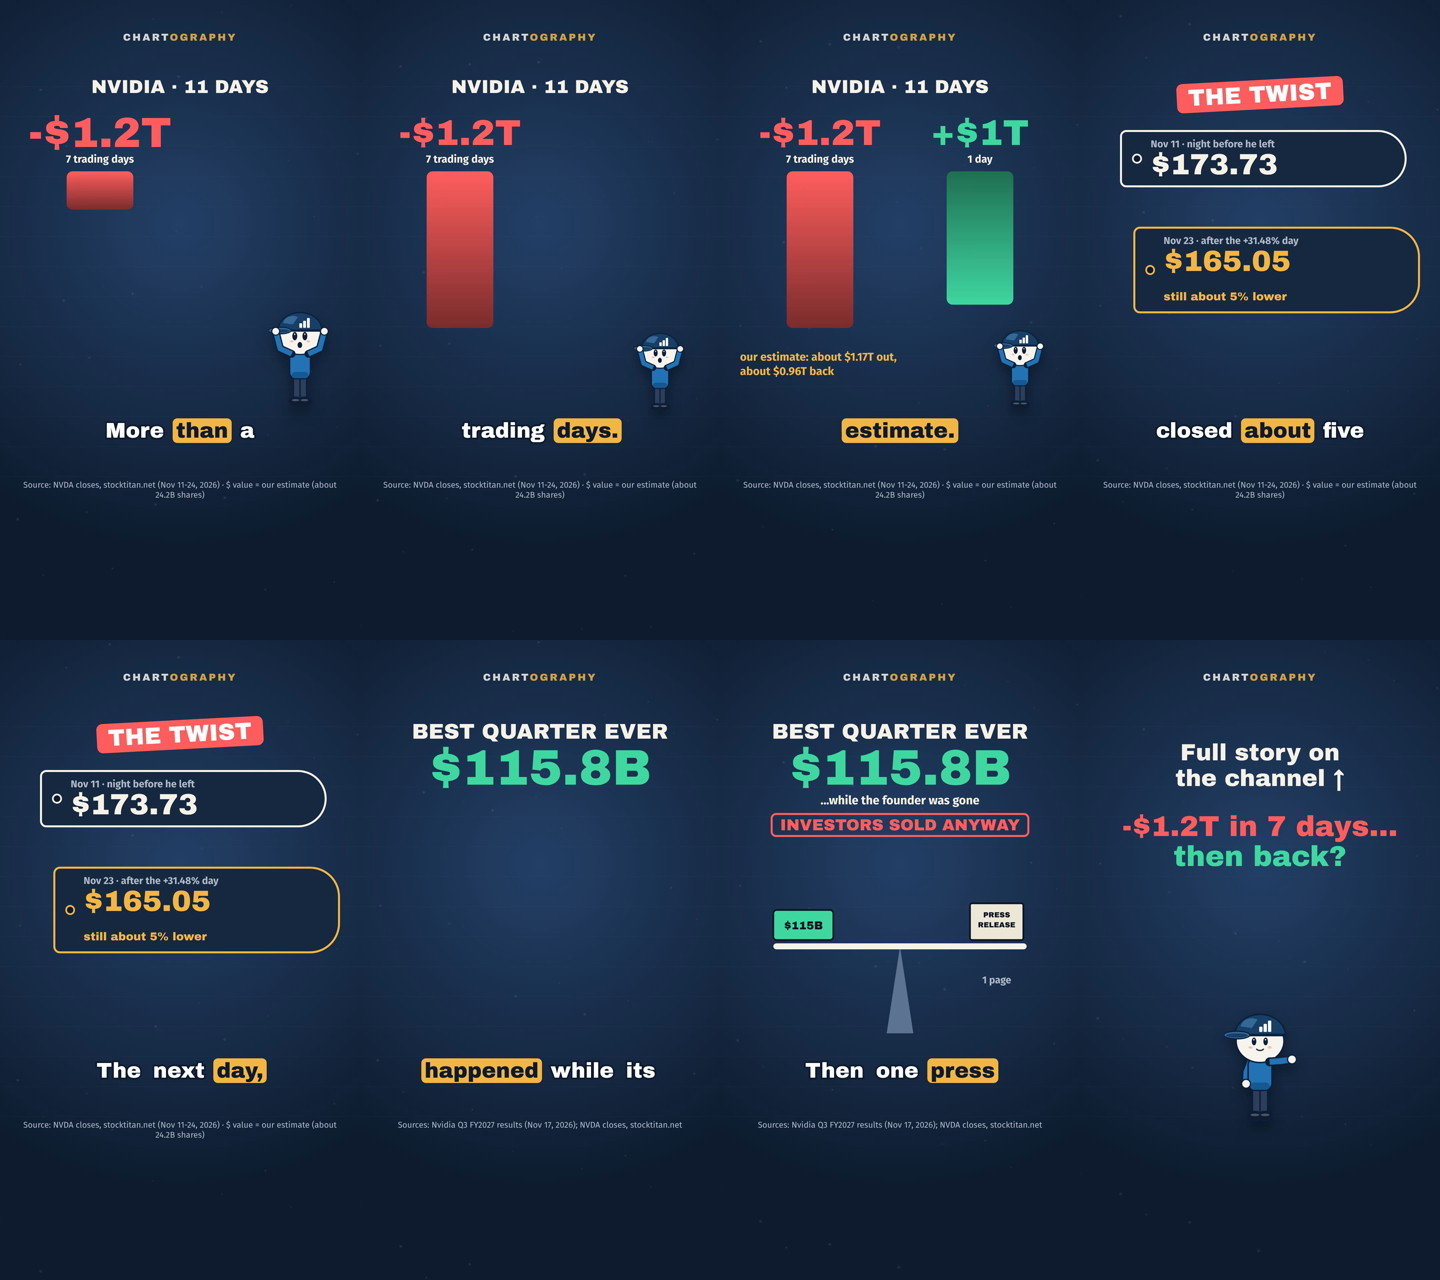 CHARTOGRAPHY
NVIDIA · 11 DAYS
-$1.2T
7 trading days
More than a
Source: NVDA closes, stocktitan.net (Nov 11-24, 2026) · $ value = our estimate (about
24.2B shares)
CHARTOGRAPHY
NVIDIA · 11 DAYS
-$1.2T
7 trading days
trading days.
Source: NVDA closes, stocktitan.net (Nov 11-24, 2026) · $ value = our estimate (about
24.2B shares)
CHARTOGRAPHY
NVIDIA · 11 DAYS
-$1.2T
7 trading days
+$1T
1 day
our estimate: about $1.17T out,
about $0.96T back
estimate.
Source: NVDA closes, stocktitan.net (Nov 11-24, 2026) · $ value = our estimate (about
24.2B shares)
CHARTOGRAPHY
THE TWIST
Nov 11 · night before he left
$173.73
Nov 23 · after the +31.48% day
$165.05
still about 5% lower
closed about five
Source: NVDA closes, stocktitan.net (Nov 11-24, 2026) · $ value = our estimate (about
24.2B shares)
CHARTOGRAPHY
THE TWIST
Nov 11 · night before he left
$173.73
Nov 23 · after the +31.48% day
$165.05
still about 5% lower
The next day,
Source: NVDA closes, stocktitan.net (Nov 11-24, 2026) · $ value = our estimate (about
24.2B shares)
CHARTOGRAPHY
BEST QUARTER EVER
$115.8B
happened while its
Sources: Nvidia Q3 FY2027 results (Nov 17, 2026); NVDA closes, stocktitan.net
CHARTOGRAPHY
BEST QUARTER EVER
$115.8B
...while the founder was gone
INVESTORS SOLD ANYWAY
$115B
PRESS
RELEASE
1 page
Then one press
Sources: Nvidia Q3 FY2027 results (Nov 17, 2026); NVDA closes, stocktitan.net
CHARTOGRAPHY
Full story on
the channel ↑
-$1.2T in 7 days...
then back?